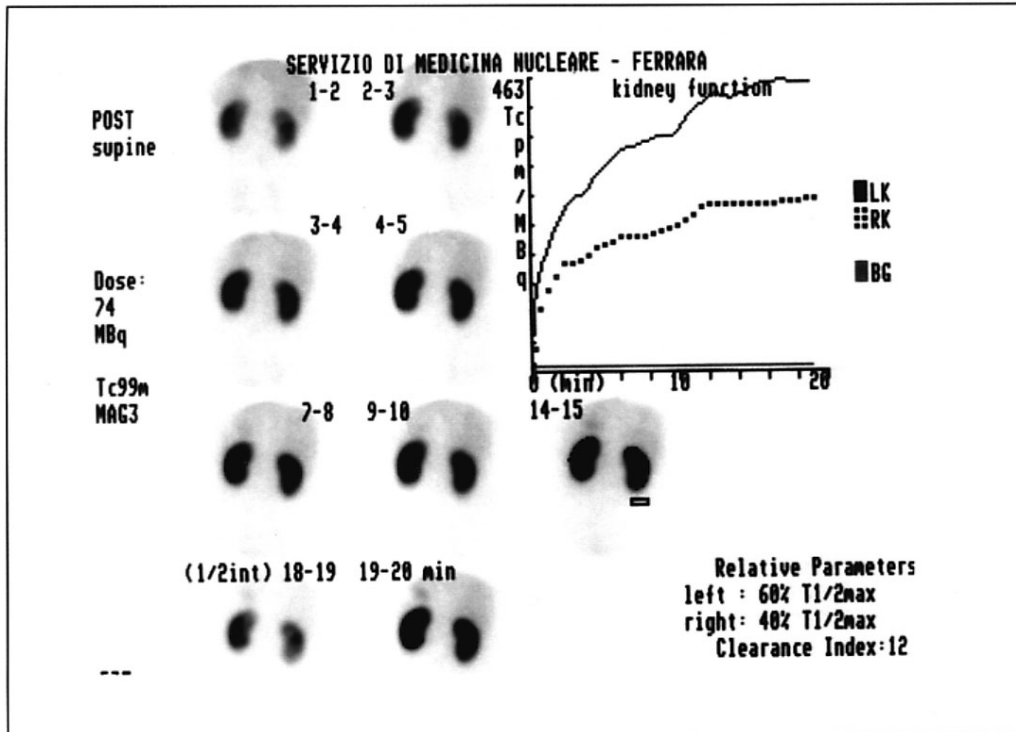 SERVIZIO DI MEDICINA NUCLEARE - FERRARA
1-2 2-3
463
kidney function
Tc
pm/MBq
POST
supine
LK
RK
BG
3-4 4-5
Dose:
74
MBq
Tc99m
MAG3
0 (min) 10 20
7-8 9-10
14-15
(1/2int) 18-19 19-20 min
Relative Parameters
left : 60% T1/2max
right: 40% T1/2max
Clearance Index:12
---